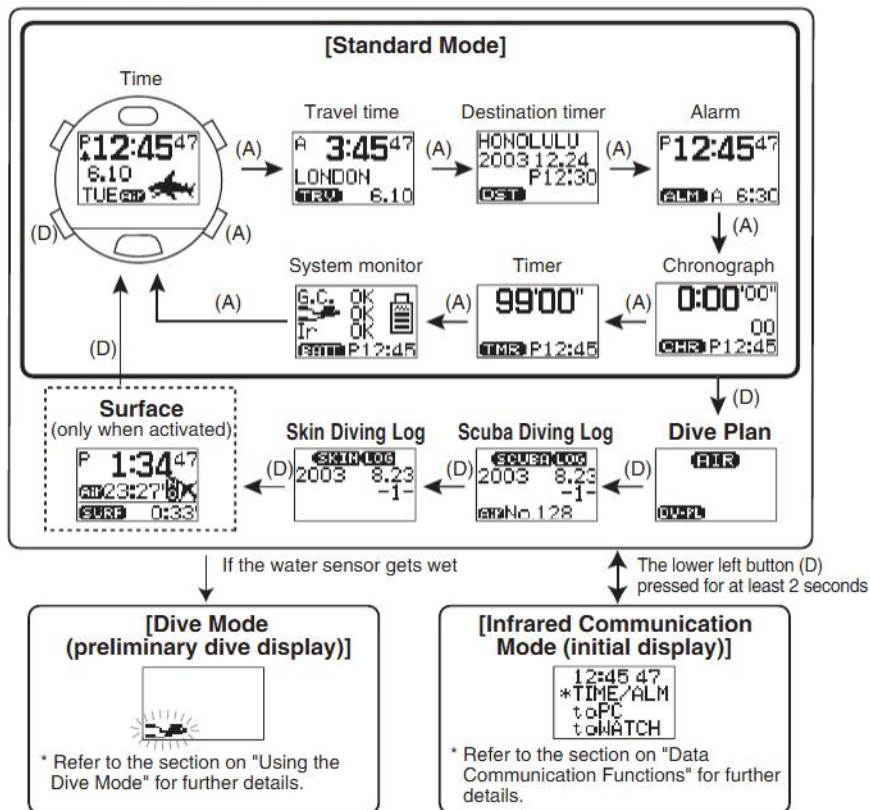 [Standard Mode]
Time
Travel time
Destination timer
Alarm
P 12:45 47
6.10
TUE
(A)
A 3:45 47
LONDON
TRV 6.10
(A)
HONOLULU
2003 12.24
P12:30
DST
(A)
P 12:45 47
ALM A 6:30
(D)
(A)
(A)
System monitor
Timer
Chronograph
(A)
G.C. OK
OK
Ir OK
BATT P12:45
(A)
99'00"
TMR P12:45
(A)
0:00'00"
00
CHR P12:45
(D)
(D)
Surface
(only when activated)
Skin Diving Log
Scuba Diving Log
Dive Plan
P 1:34 47
23:27'
SURF 0:33'
(D)
SKIN LOG
2003 8.23
-1-
(D)
SCUBA LOG
2003 8.23
-1-
No.128
(D)
AIR
DV-PL
If the water sensor gets wet
The lower left button (D)
pressed for at least 2 seconds
[Dive Mode
(preliminary dive display)]
* Refer to the section on "Using the
Dive Mode" for further details.
[Infrared Communication
Mode (initial display)]
12:45 47
*TIME/ALM
toPC
toWATCH
* Refer to the section on "Data
Communication Functions" for further
details.